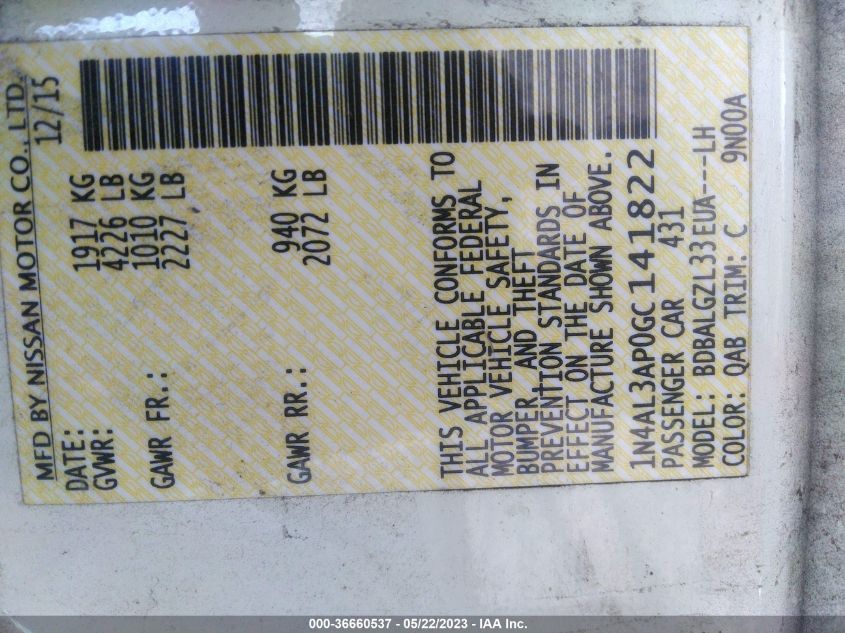 MFD BY NISSAN MOTOR CO., LTD.
DATE: 12/15
GVWR: 1917 KG
4226 LB
GAWR FR.: 1010 KG
2227 LB
GAWR RR.: 940 KG
2072 LB
THIS VEHICLE CONFORMS TO
ALL APPLICABLE FEDERAL
MOTOR VEHICLE SAFETY,
BUMPER, AND THEFT
PREVENTION STANDARDS IN
EFFECT ON THE DATE OF
MANUFACTURE SHOWN ABOVE.
1N4AL3AP0GC141822
PASSENGER CAR 431
MODEL: BDBALGZL33EUA---LH
COLOR: QAB TRIM: C 9N00A
000-36660537 - 05/22/2023 - IAA Inc.